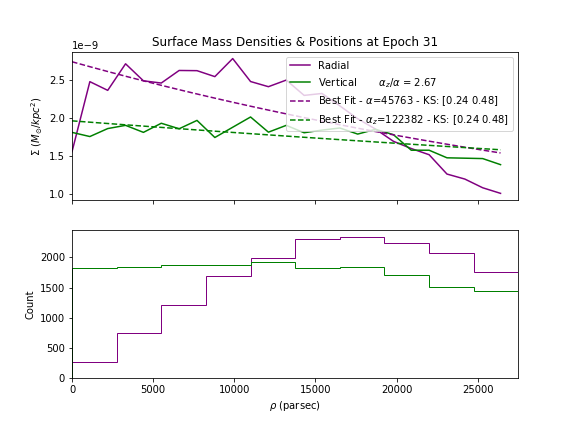 Surface Mass Densities & Positions at Epoch 31
1e−9
2.5
2.0
1.5
1.0
Σ (M⊙/kpc²)
Radial
Vertical α_z/α = 2.67
Best Fit - α=45763 - KS: [0.24 0.48]
Best Fit - α_z=122382 - KS: [0.24 0.48]
2000
1500
1000
500
0
Count
0 5000 10000 15000 20000 25000
ρ (parsec)